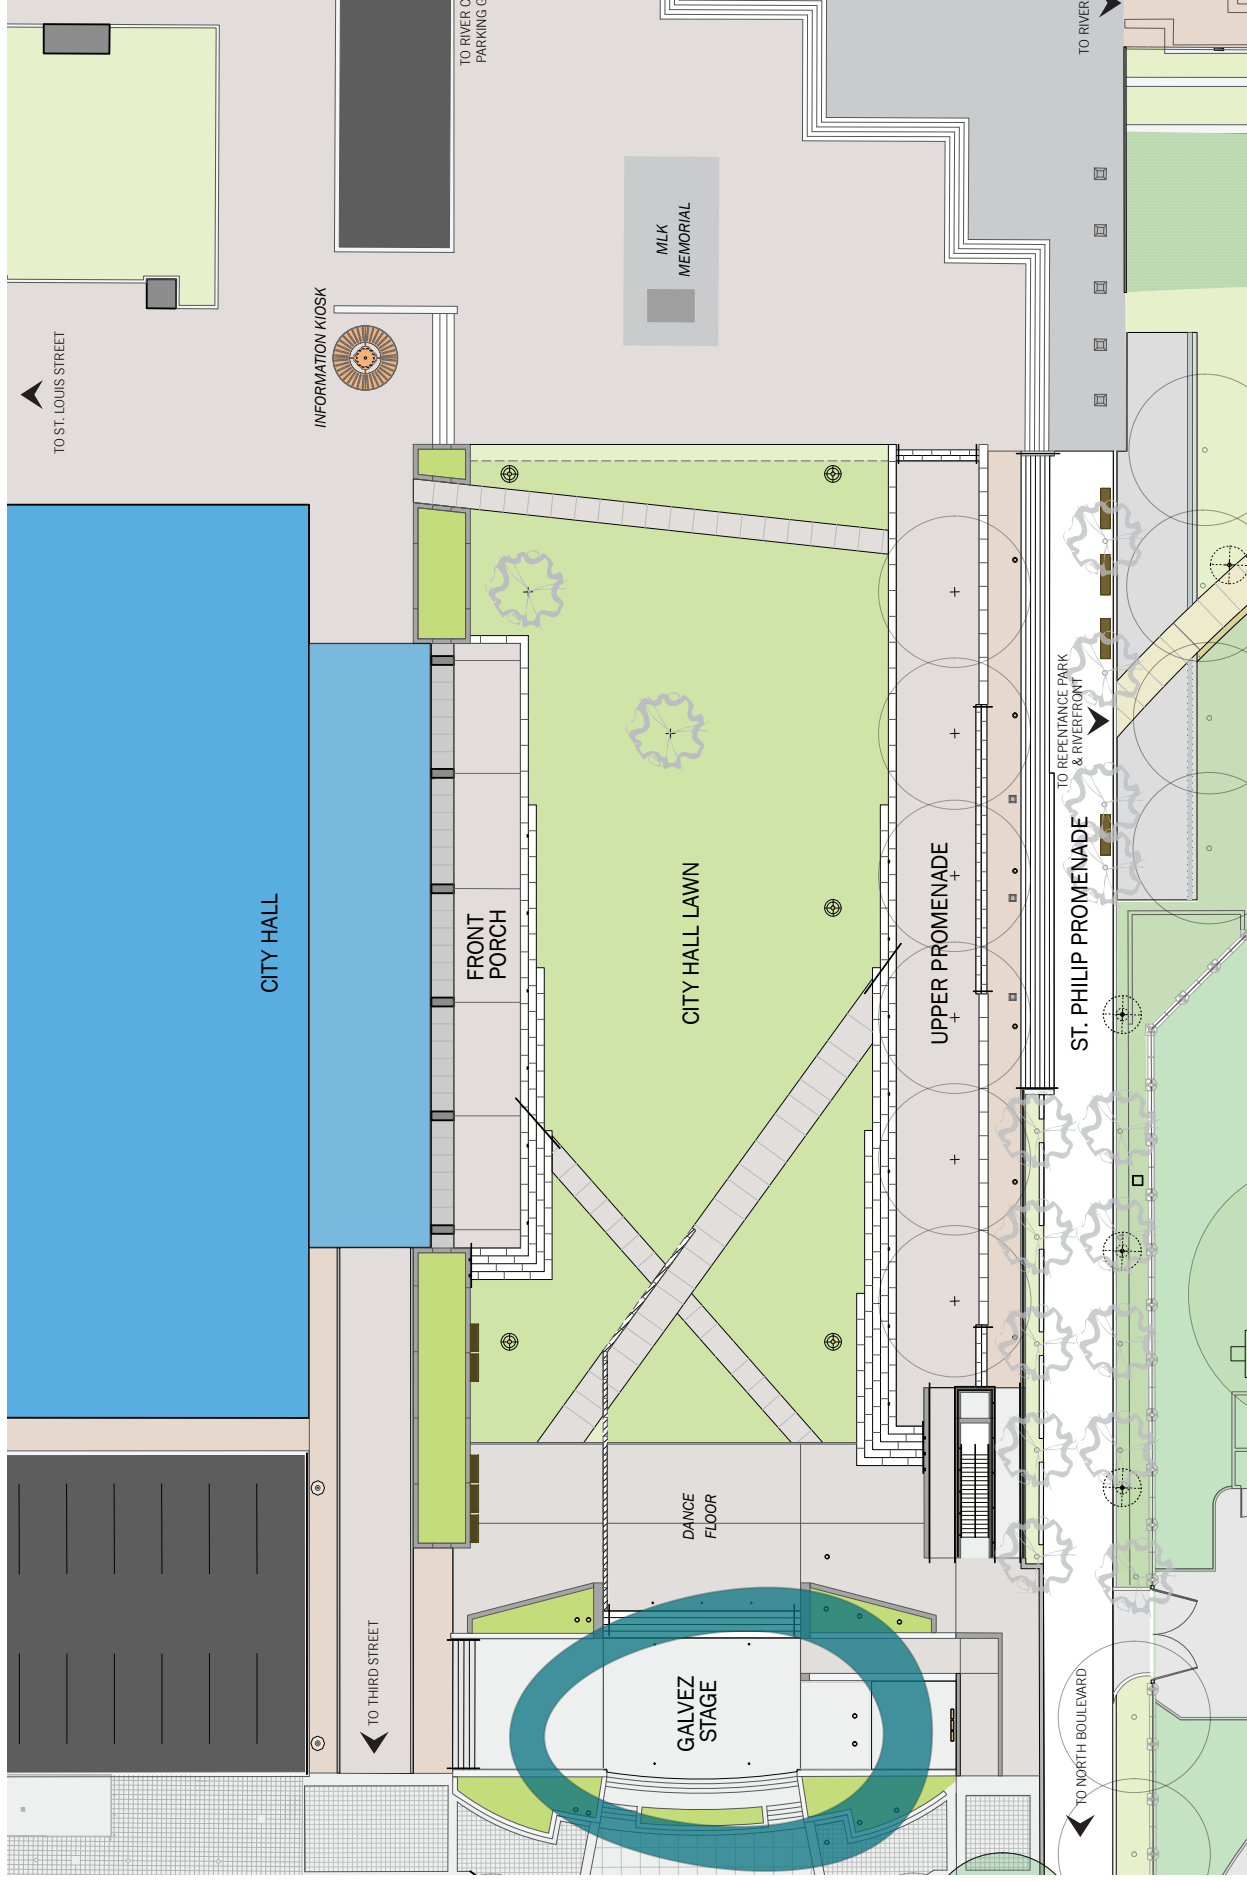 TO RIVER C
PARKING G
TO RIVER
MLK
MEMORIAL
INFORMATION KIOSK
TO ST. LOUIS STREET
CITY HALL
FRONT
PORCH
CITY HALL LAWN
UPPER PROMENADE
TO REPENTANCE PARK
& RIVERFRONT
ST. PHILIP PROMENADE
DANCE
FLOOR
TO THIRD STREET
GALVEZ
STAGE
TO NORTH BOULEVARD